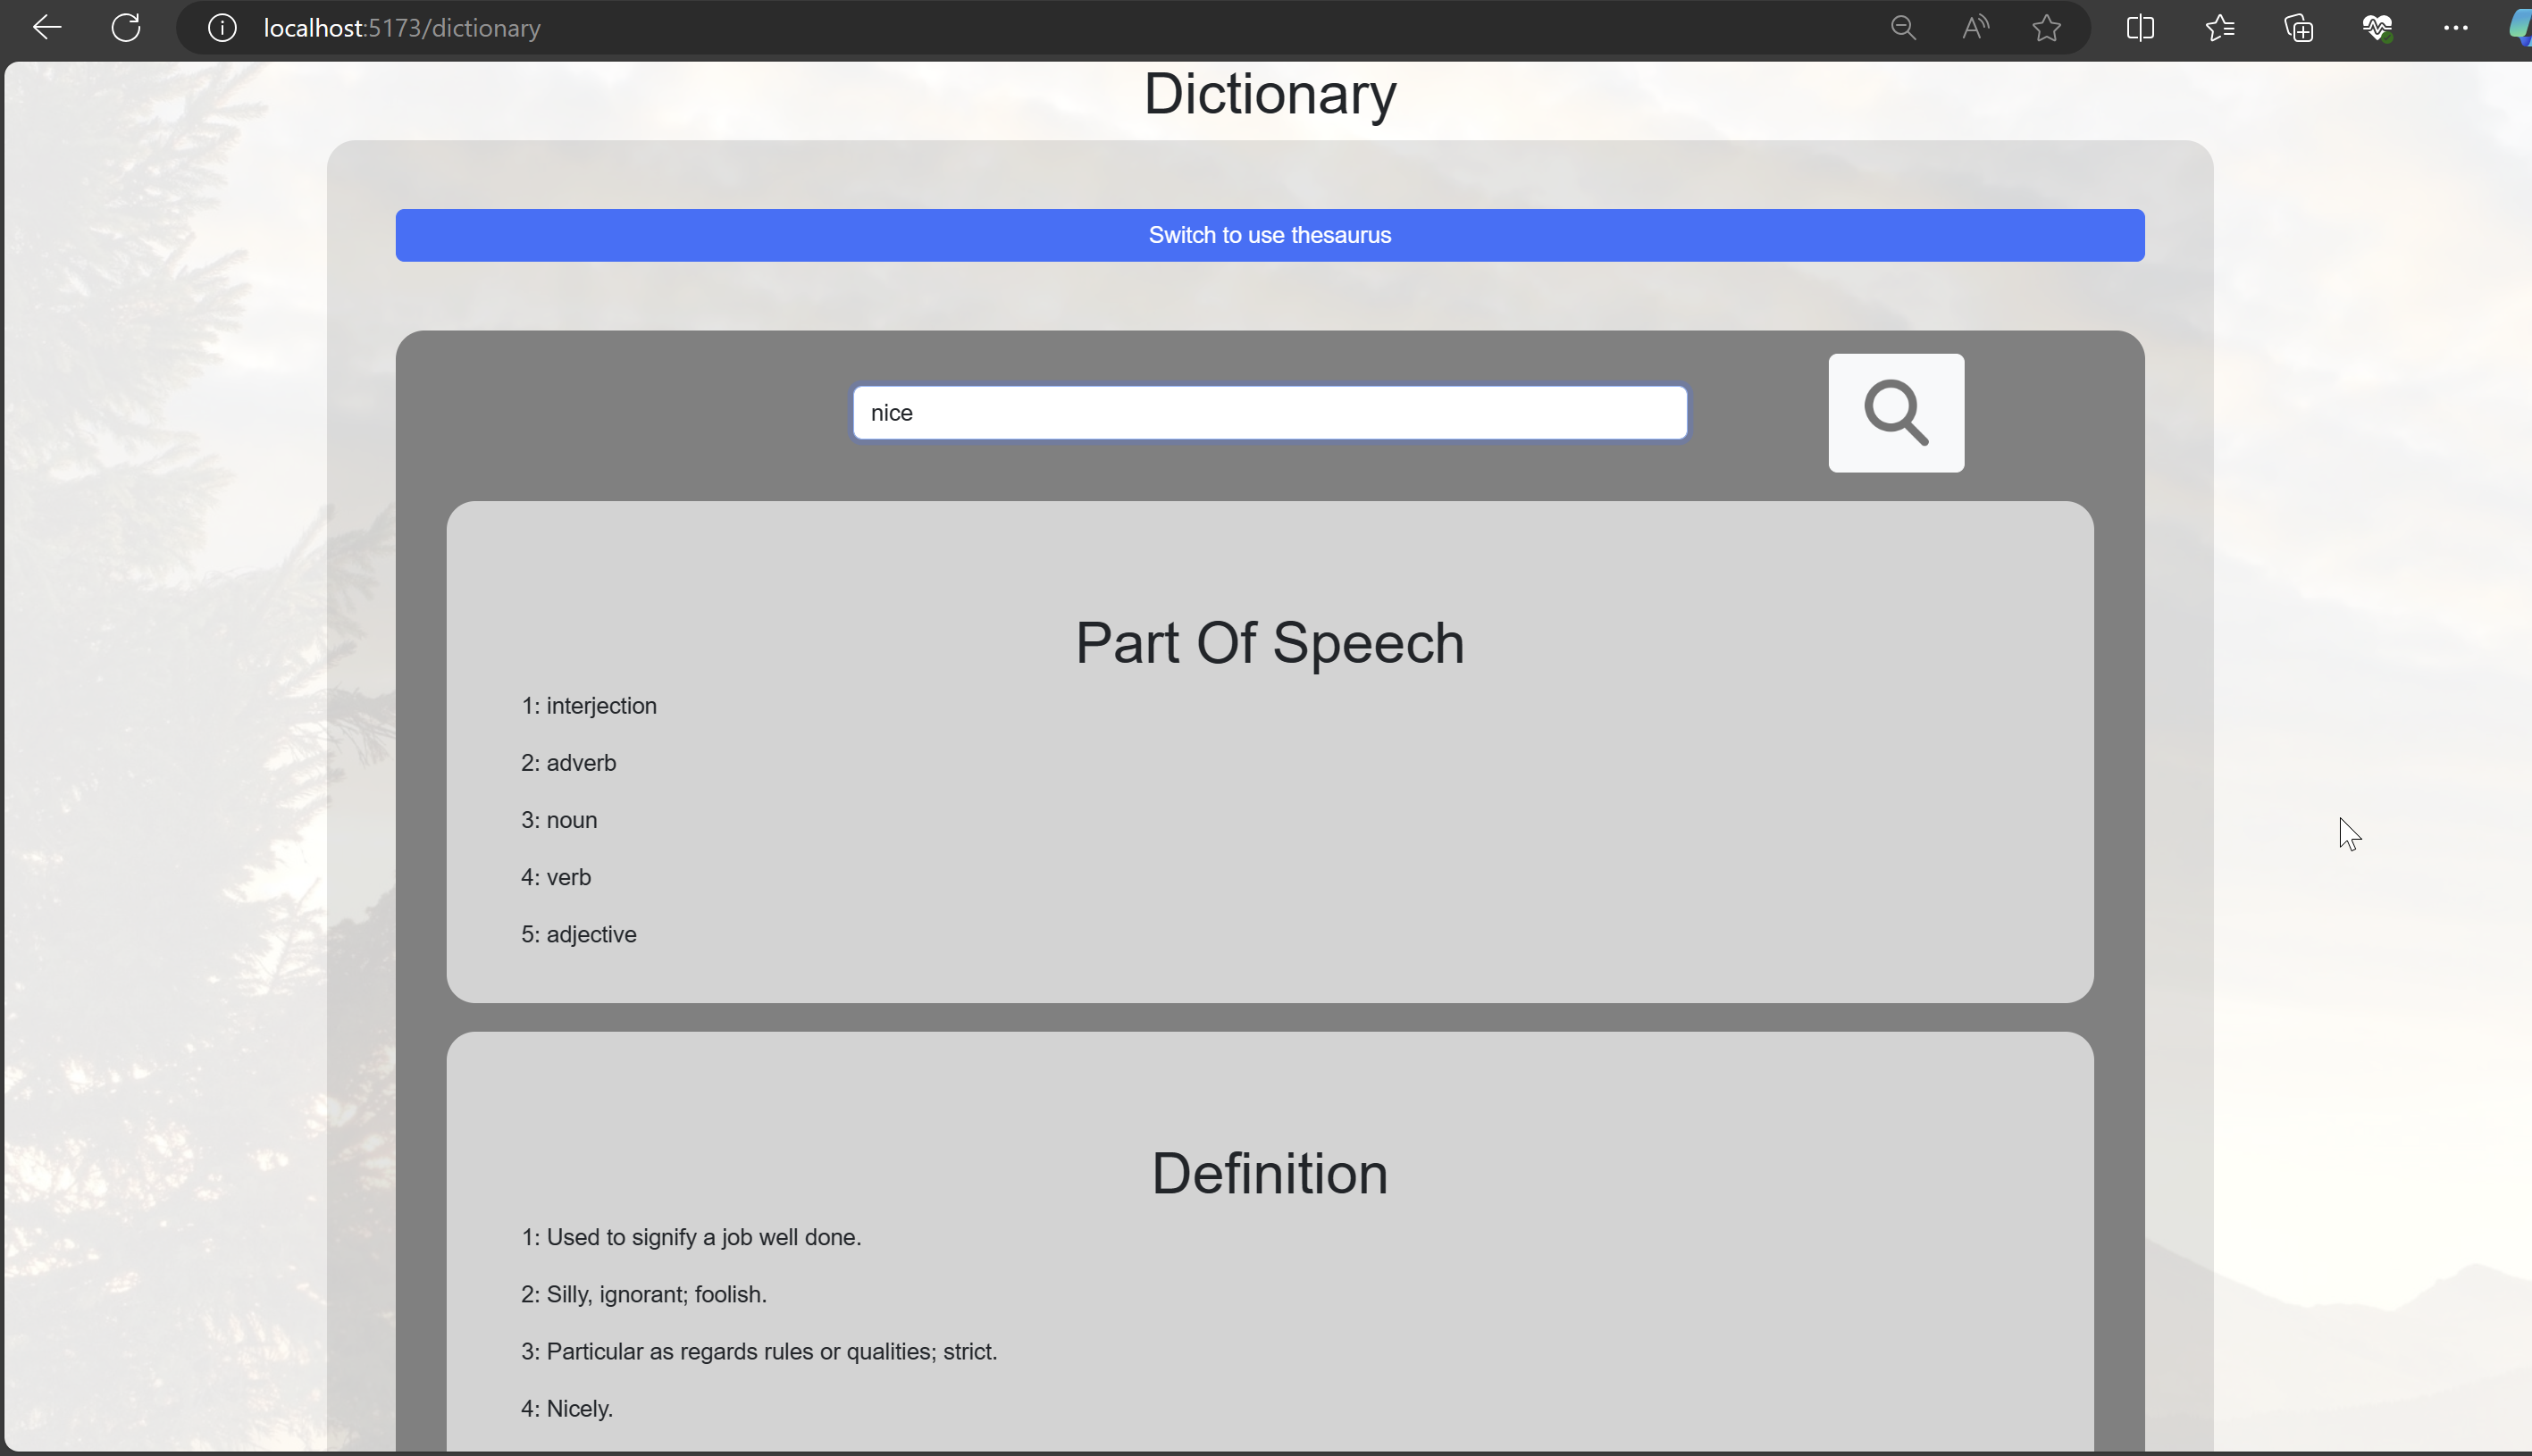 localhost:5173/dictionary
Dictionary
Switch to use thesaurus
nice
Part Of Speech
1: interjection
2: adverb
3: noun
4: verb
5: adjective
Definition
1: Used to signify a job well done.
2: Silly, ignorant; foolish.
3: Particular as regards rules or qualities; strict.
4: Nicely.